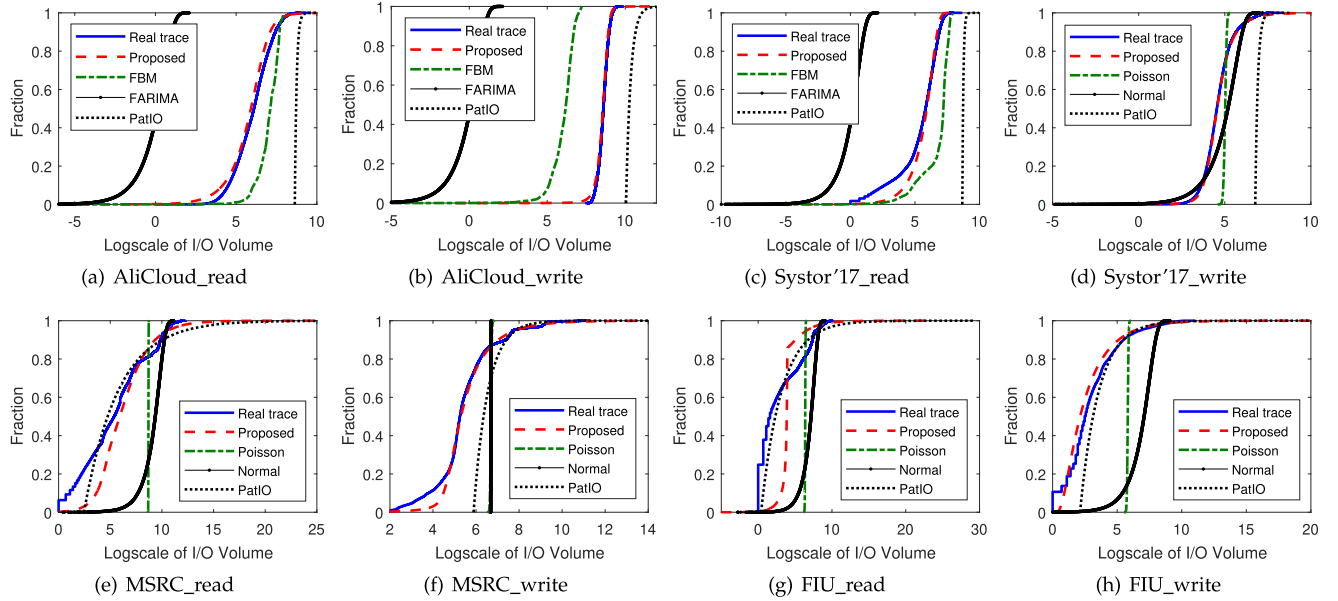 1
0.8
0.6
0.4
0.2
0
Fraction
Real trace
Proposed
FBM
FARIMA
PatIO
-5 0 5 10
Logscale of I/O Volume
(a) AliCloud_read
1
0.8
0.6
0.4
0.2
0
Fraction
Real trace
Proposed
FBM
FARIMA
PatIO
-5 0 5 10
Logscale of I/O Volume
(b) AliCloud_write
1
0.8
0.6
0.4
0.2
0
Fraction
Real trace
Proposed
FBM
FARIMA
PatIO
-10 -5 0 5 10
Logscale of I/O Volume
(c) Systor'17_read
1
0.8
0.6
0.4
0.2
0
Fraction
Real trace
Proposed
Poisson
Normal
PatIO
-5 0 5 10
Logscale of I/O Volume
(d) Systor'17_write
1
0.8
0.6
0.4
0.2
0
Fraction
Real trace
Proposed
Poisson
Normal
PatIO
0 5 10 15 20 25
Logscale of I/O Volume
(e) MSRC_read
1
0.8
0.6
0.4
0.2
0
Fraction
Real trace
Proposed
Poisson
Normal
PatIO
2 4 6 8 10 12 14
Logscale of I/O Volume
(f) MSRC_write
1
0.8
0.6
0.4
0.2
0
Fraction
Real trace
Proposed
Poisson
Normal
PatIO
0 10 20 30
Logscale of I/O Volume
(g) FIU_read
1
0.8
0.6
0.4
0.2
0
Fraction
Real trace
Proposed
Poisson
Normal
PatIO
0 5 10 15 20
Logscale of I/O Volume
(h) FIU_write